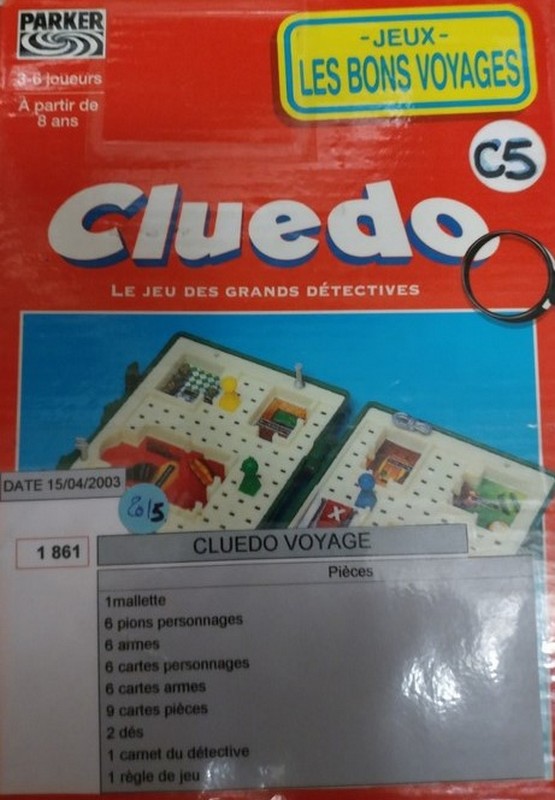 PARKER
3-6 joueurs
À partir de
8 ans
-JEUX-
LES BONS VOYAGES
C5
Cluedo
LE JEU DES GRANDS DÉTECTIVES
X
DATE 15/04/2003
20/5
1 861
CLUEDO VOYAGE
Pièces
1mallette
6 pions personnages
6 armes
6 cartes personnages
6 cartes armes
9 cartes pièces
2 dés
1 carnet du détective
1 règle de jeu